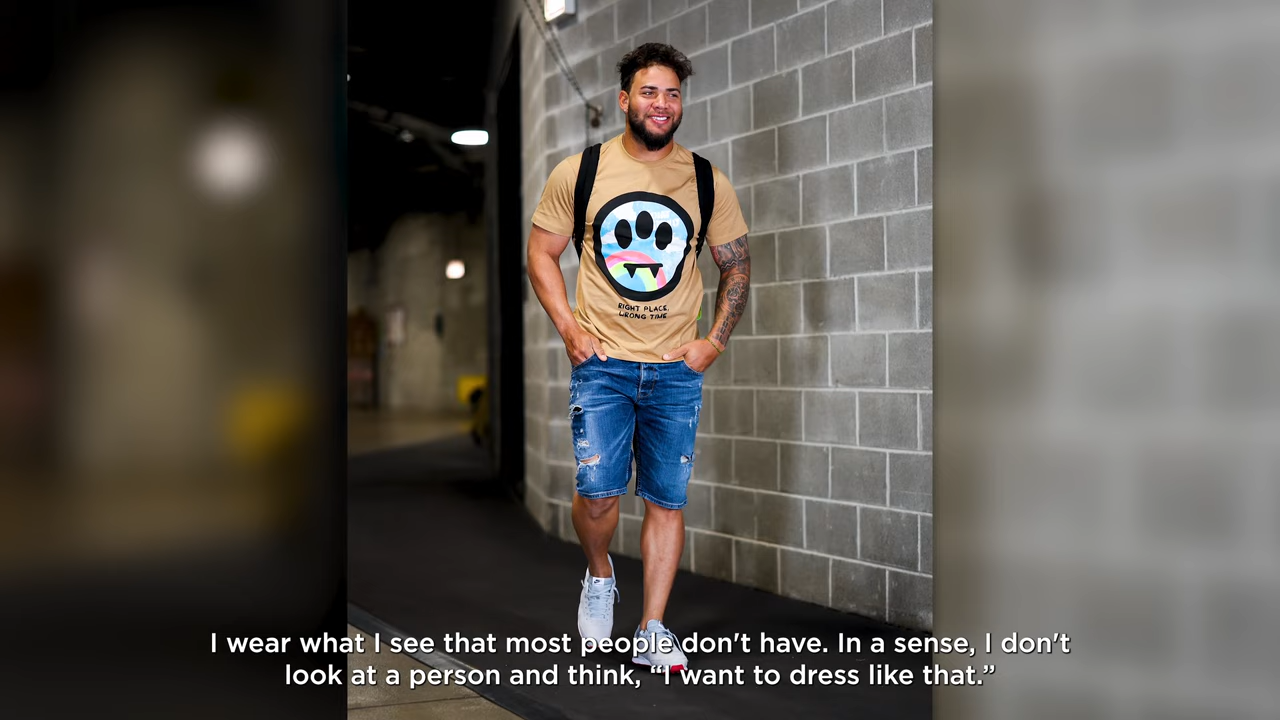 RIGHT PLACE,
WRONG TIME
I wear what I see that most people don't have. In a sense, I don't
look at a person and think, “I want to dress like that.”